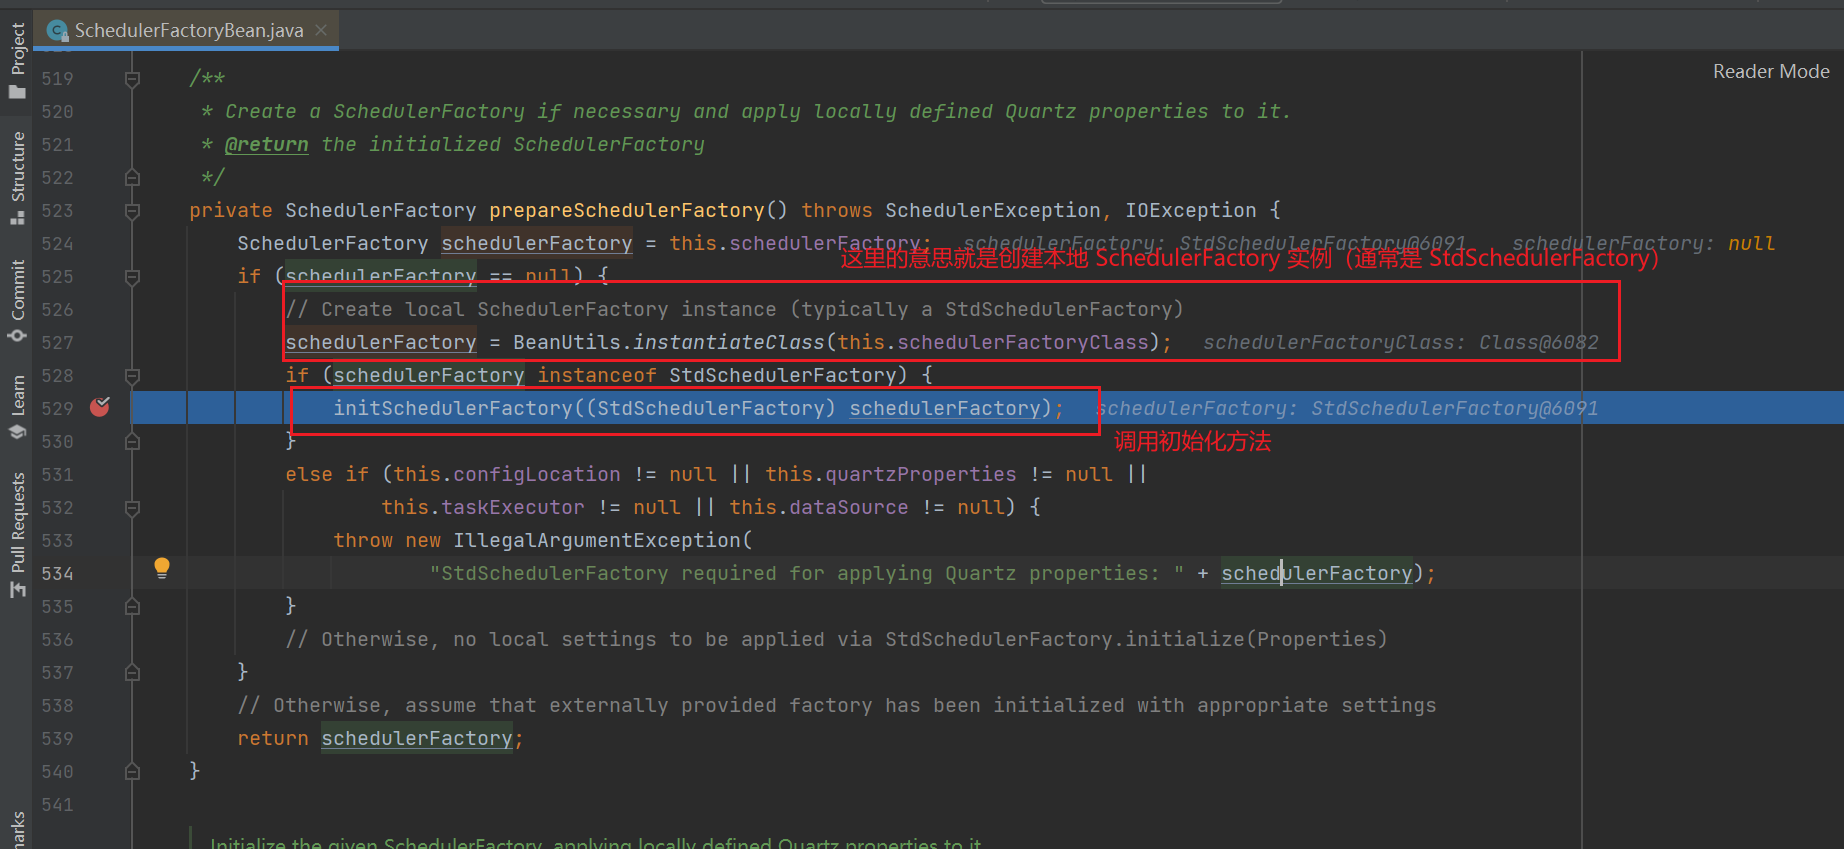 SchedulerFactoryBean.java
Reader Mode
Project
Structure
Commit
Learn
Pull Requests
519 /**
520 * Create a SchedulerFactory if necessary and apply locally defined Quartz properties to it.
521 * @return the initialized SchedulerFactory
522 */
523 private SchedulerFactory prepareSchedulerFactory() throws SchedulerException, IOException {
524 SchedulerFactory schedulerFactory = this.schedulerFactory; schedulerFactory: StdSchedulerFactory@6091 schedulerFactory: null
这里的意思就是创建本地 SchedulerFactory 实例（通常是 StdSchedulerFactory）
525 if (schedulerFactory == null) {
526 // Create local SchedulerFactory instance (typically a StdSchedulerFactory)
527 schedulerFactory = BeanUtils.instantiateClass(this.schedulerFactoryClass); schedulerFactoryClass: Class@6082
528 if (schedulerFactory instanceof StdSchedulerFactory) {
529 initSchedulerFactory((StdSchedulerFactory) schedulerFactory); schedulerFactory: StdSchedulerFactory@6091
530 }
调用初始化方法
531 else if (this.configLocation != null || this.quartzProperties != null ||
532 this.taskExecutor != null || this.dataSource != null) {
533 throw new IllegalArgumentException(
534 "StdSchedulerFactory required for applying Quartz properties: " + schedulerFactory);
535 }
536 // Otherwise, no local settings to be applied via StdSchedulerFactory.initialize(Properties)
537 }
538 // Otherwise, assume that externally provided factory has been initialized with appropriate settings
539 return schedulerFactory;
540 }
541
Initialize the given SchedulerFactory, applying locally defined Quartz properties to it